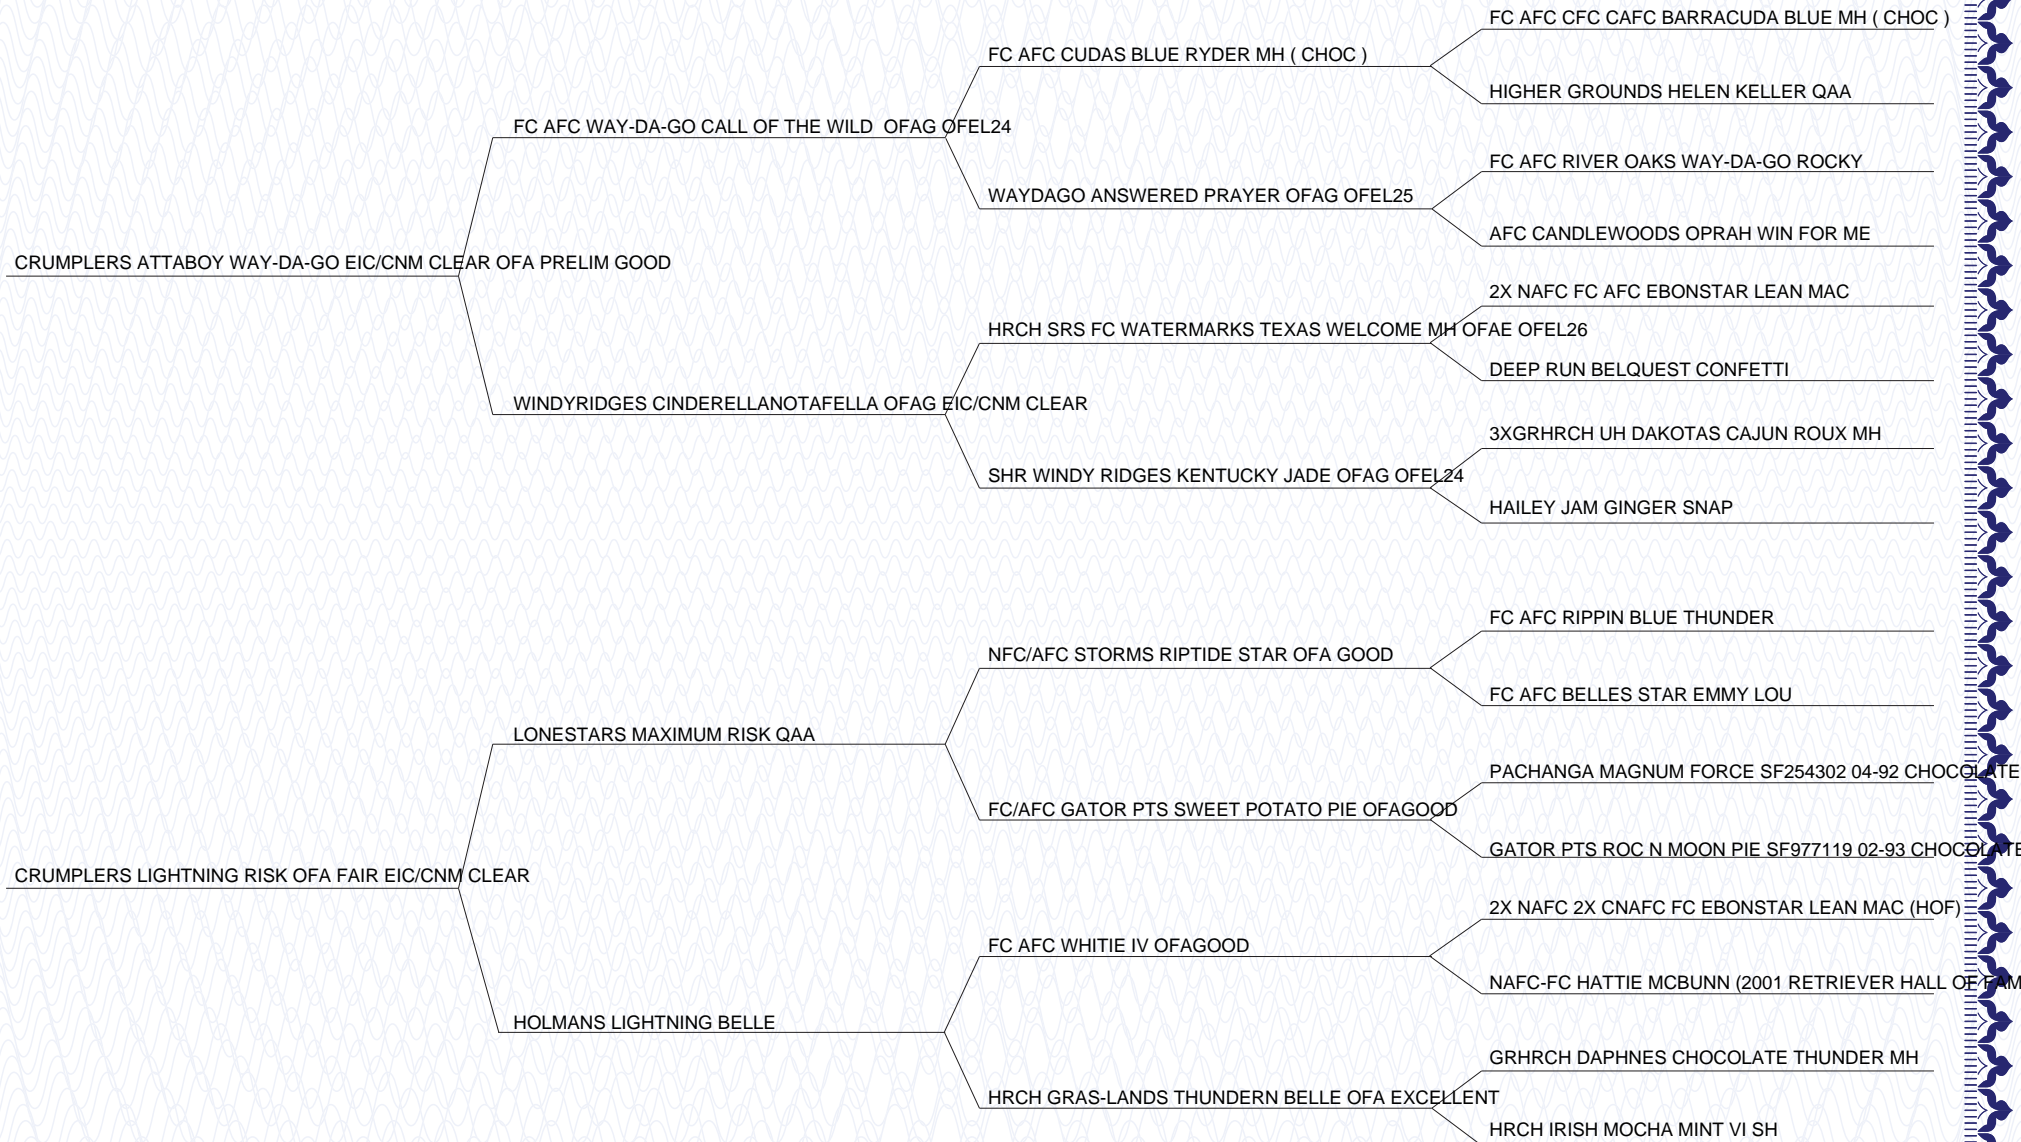 FC AFC CFC CAFC BARRACUDA BLUE MH ( CHOC )
FC AFC CUDAS BLUE RYDER MH ( CHOC )
HIGHER GROUNDS HELEN KELLER QAA
FC AFC WAY-DA-GO CALL OF THE WILD  OFAG OFEL24
FC AFC RIVER OAKS WAY-DA-GO ROCKY
WAYDAGO ANSWERED PRAYER OFAG OFEL25
AFC CANDLEWOODS OPRAH WIN FOR ME
CRUMPLERS ATTABOY WAY-DA-GO EIC/CNM CLEAR OFA PRELIM GOOD
2X NAFC FC AFC EBONSTAR LEAN MAC
HRCH SRS FC WATERMARKS TEXAS WELCOME MH OFAE OFEL26
DEEP RUN BELQUEST CONFETTI
WINDYRIDGES CINDERELLANOTAFELLA OFAG EIC/CNM CLEAR
3XGRHRCH UH DAKOTAS CAJUN ROUX MH
SHR WINDY RIDGES KENTUCKY JADE OFAG OFEL24
HAILEY JAM GINGER SNAP
FC AFC RIPPIN BLUE THUNDER
NFC/AFC STORMS RIPTIDE STAR OFA GOOD
FC AFC BELLES STAR EMMY LOU
LONESTARS MAXIMUM RISK QAA
PACHANGA MAGNUM FORCE SF254302 04-92 CHOCOLATE
FC/AFC GATOR PTS SWEET POTATO PIE OFAGOOD
GATOR PTS ROC N MOON PIE SF977119 02-93 CHOCOLATE
CRUMPLERS LIGHTNING RISK OFA FAIR EIC/CNM CLEAR
2X NAFC 2X CNAFC FC EBONSTAR LEAN MAC (HOF)
FC AFC WHITIE IV OFAGOOD
NAFC-FC HATTIE MCBUNN (2001 RETRIEVER HALL OF FAM
HOLMANS LIGHTNING BELLE
GRHRCH DAPHNES CHOCOLATE THUNDER MH
HRCH GRAS-LANDS THUNDERN BELLE OFA EXCELLENT
HRCH IRISH MOCHA MINT VI SH